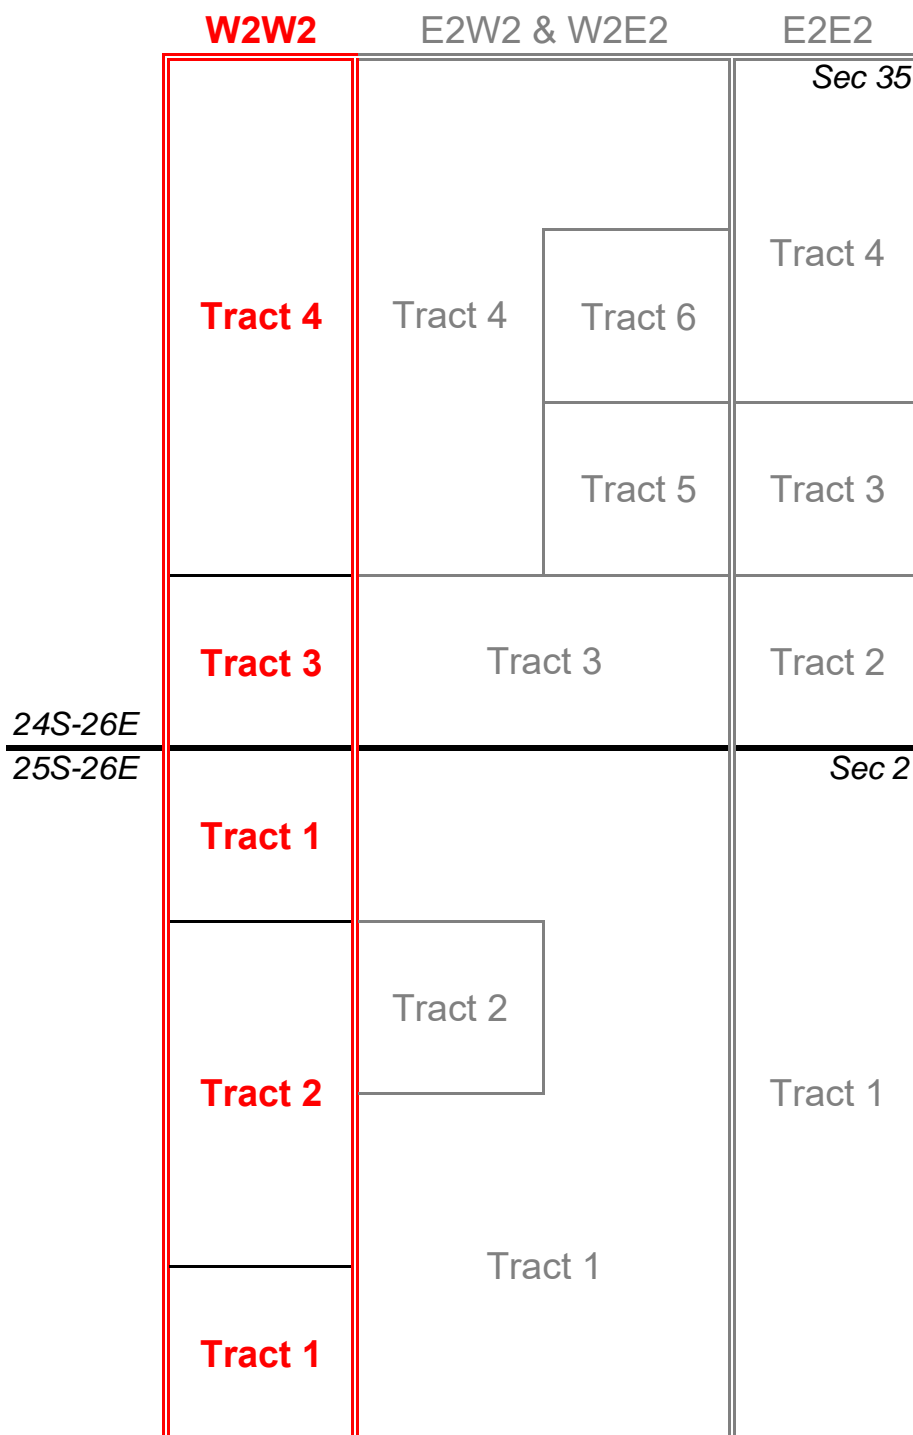 W2W2 E2W2 & W2E2 E2E2
Sec 35
Tract 4
Tract 4 Tract 4 Tract 6
Tract 5 Tract 3
Tract 3 Tract 3 Tract 2
24S-26E
25S-26E Sec 2
Tract 1
Tract 2
Tract 2 Tract 1
Tract 1
Tract 1